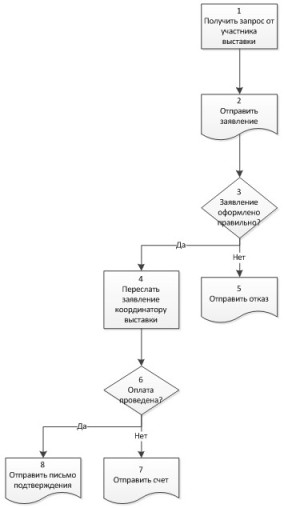 1
Получить запрос от
участника
выставки
2
Отправить
заявление
3
Заявление
оформлено
правильно?
Да
Нет
4
Переслать
заявление
координатору
выставки
5
Отправить отказ
6
Оплата
проведена?
Да
Нет
8
Отправить письмо
подтверждения
7
Отправить счет